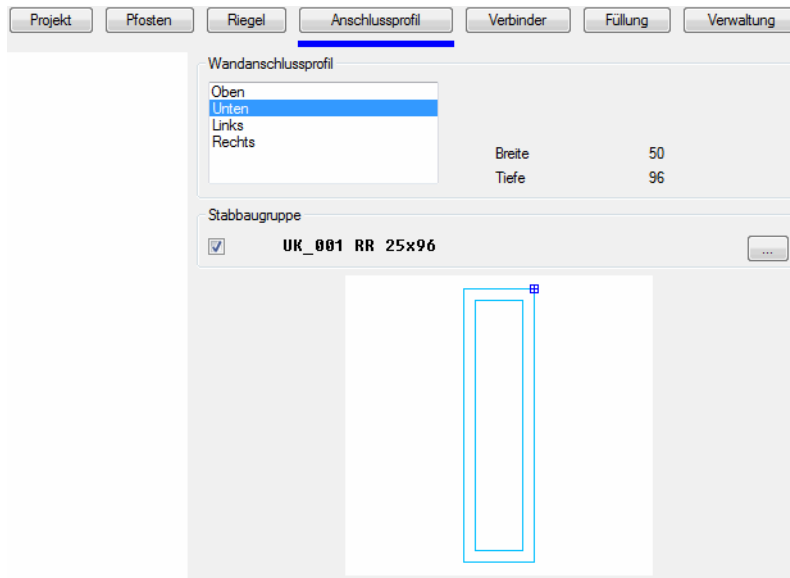 Projekt Pfosten Riegel Anschlussprofil Verbinder Füllung Verwaltung
Wandanschlussprofil
Oben
Unten
Links
Rechts
Breite 50
Tiefe 96
Stabbaugruppe
UK_001 RR 25x96 ...